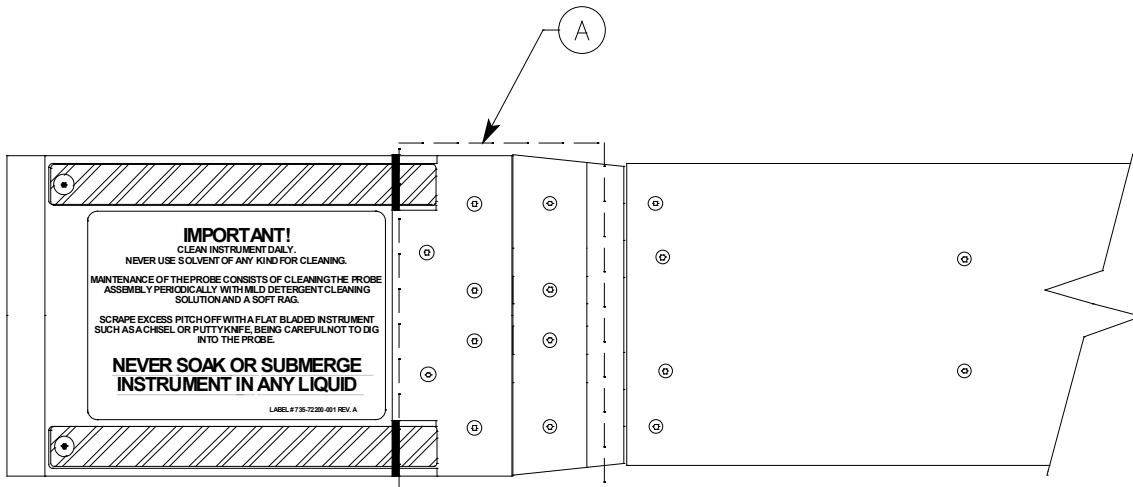 A
IMPORTANT!
CLEAN INSTRUMENT DAILY.
NEVER USE SOLVENT OF ANY KIND FOR CLEANING.
MAINTENANCE OF THE PROBE CONSISTS OF CLEANING THE PROBE
ASSEMBLY PERIODICALLY WITH MILD DETERGENT CLEANING
SOLUTION AND A SOFT RAG.
SCRAPE EXCESS PITCH OFF WITH A FLAT BLADED INSTRUMENT
SUCH AS A CHISEL OR PUTTY KNIFE, BEING CAREFUL NOT TO DIG
INTO THE PROBE.
NEVER SOAK OR SUBMERGE
INSTRUMENT IN ANY LIQUID
LABEL # 735-72200-001 REV. A